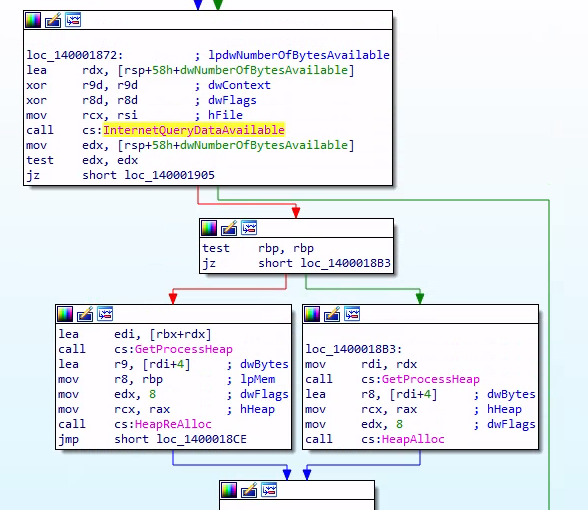 loc_140001872: ; lpdwNumberOfBytesAvailable
lea rdx, [rsp+58h+dwNumberOfBytesAvailable]
xor r9d, r9d ; dwContext
xor r8d, r8d ; dwFlags
mov rcx, rsi ; hFile
call cs:InternetQueryDataAvailable
mov edx, [rsp+58h+dwNumberOfBytesAvailable]
test edx, edx
jz short loc_140001905
test rbp, rbp
jz short loc_1400018B3
lea edi, [rbx+rdx]
call cs:GetProcessHeap
lea r9, [rdi+4] ; dwBytes
mov r8, rbp ; lpMem
mov edx, 8 ; dwFlags
mov rcx, rax ; hHeap
call cs:HeapReAlloc
jmp short loc_1400018CE
loc_1400018B3:
mov rdi, rdx
call cs:GetProcessHeap
lea r8, [rdi+4] ; dwBytes
mov rcx, rax ; hHeap
mov edx, 8 ; dwFlags
call cs:HeapAlloc